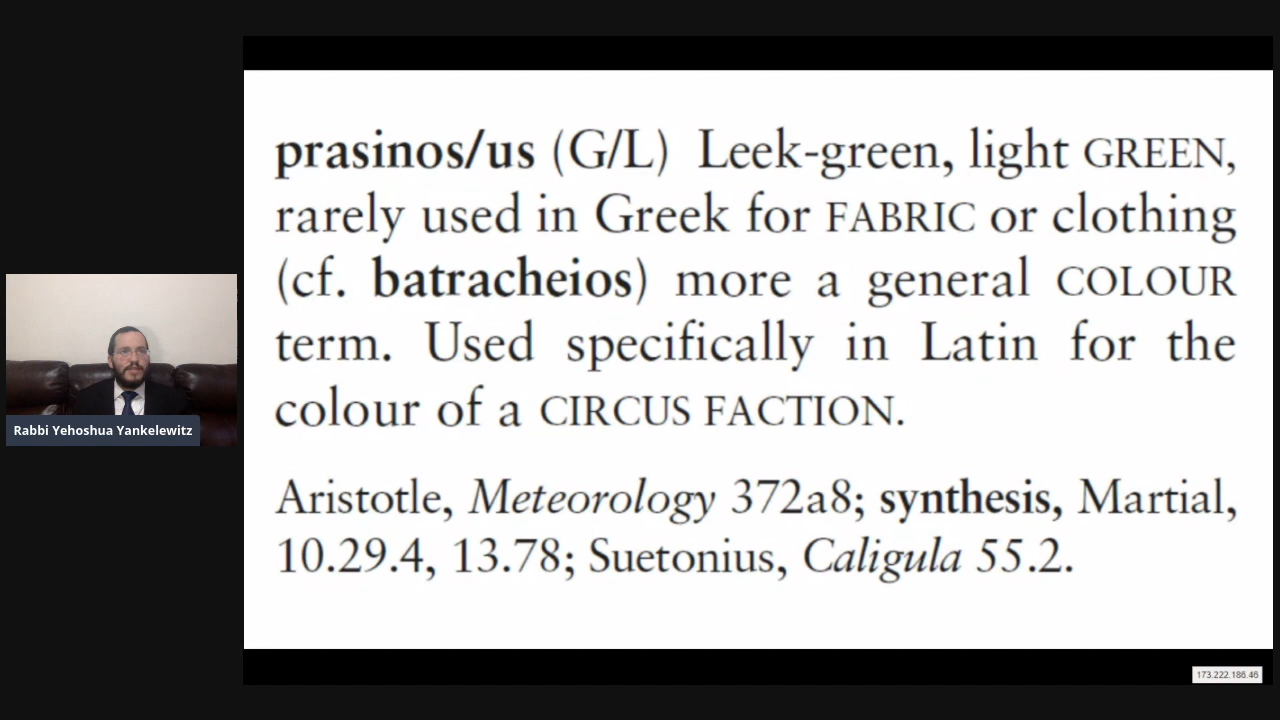 prasinos/us (G/L) Leek-green, light GREEN,
rarely used in Greek for FABRIC or clothing
(cf. batracheios) more a general COLOUR
term. Used specifically in Latin for the
colour of a CIRCUS FACTION.
Aristotle, Meteorology 372a8; synthesis, Martial,
10.29.4, 13.78; Suetonius, Caligula 55.2.
Rabbi Yehoshua Yankelewitz
173.222.186.46